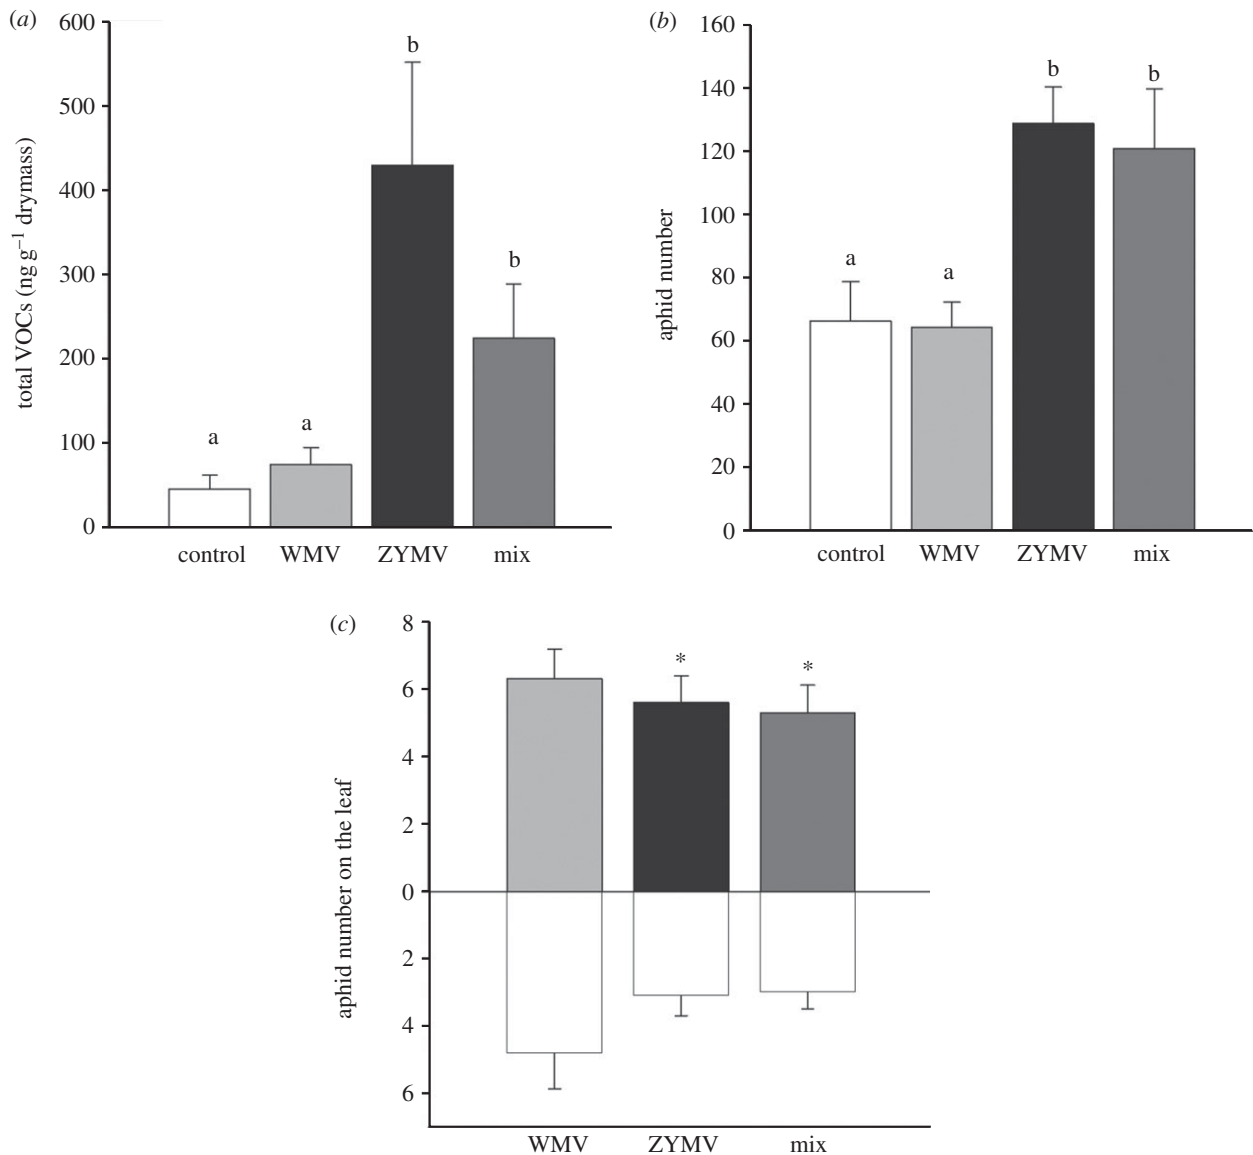 (a)
total VOCs (ng g⁻¹ drymass)
600
500
400
300
200
100
0
a
a
b
b
control WMV ZYMV mix
(b)
aphid number
160
140
120
100
80
60
40
20
0
a
a
b
b
control WMV ZYMV mix
(c)
aphid number on the leaf
8
6
4
2
0
2
4
6
*
*
WMV ZYMV mix